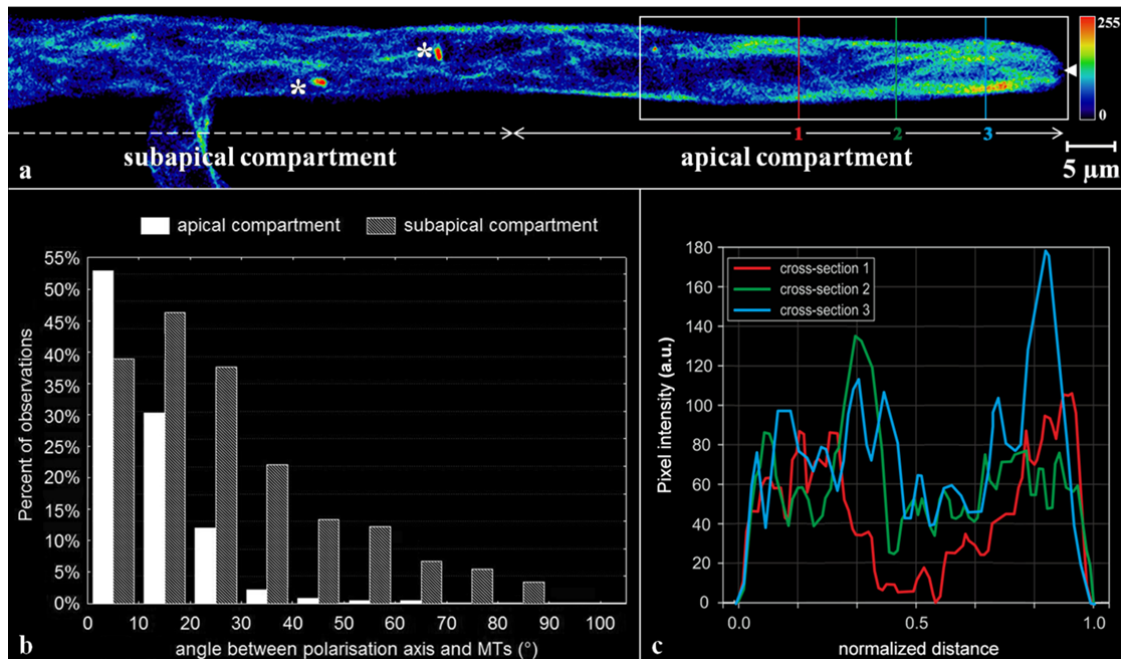 255
*
*
0
1 2 3
subapical compartment apical compartment
5 µm
a
apical compartment subapical compartment
55%
50%
45%
40%
35%
30%
25%
20%
15%
10%
5%
0%
Percent of observations
0 10 20 30 40 50 60 70 80 90 100
angle between polarisation axis and MTs (°)
b
180
160
140
120
100
80
60
40
20
0
Pixel intensity (a.u.)
cross-section 1
cross-section 2
cross-section 3
0.0 0.5 1.0
normalized distance
c